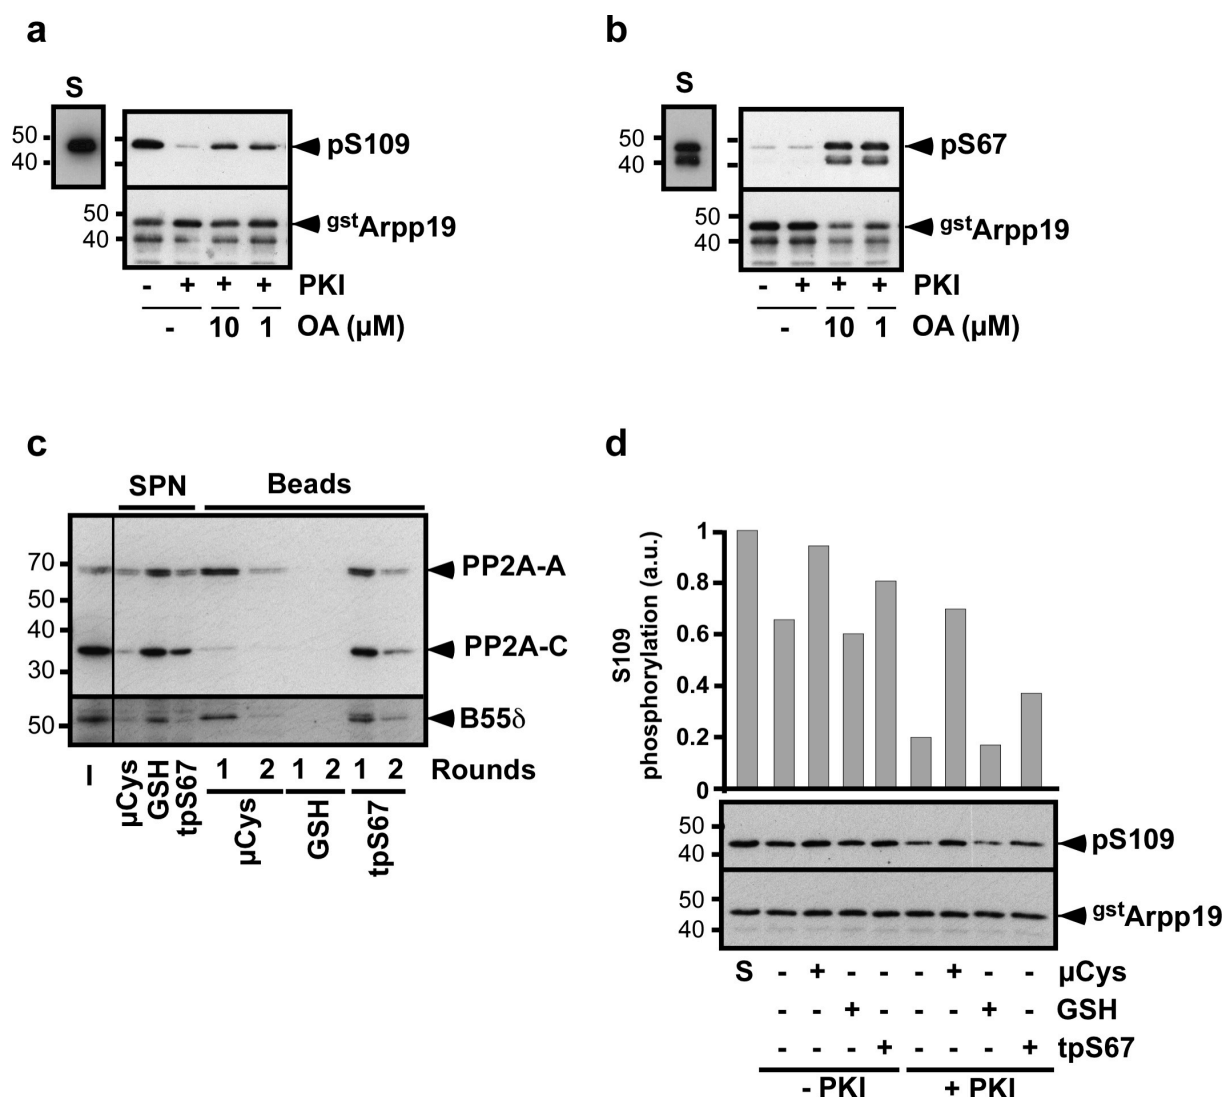 a
S
50
40
pS109
50
40
gstArpp19
- + + + PKI
- 10 1 OA (µM)
b
S
50
40
pS67
50
40
gstArpp19
- + + + PKI
- 10 1 OA (µM)
c
SPN Beads
70
50
40
30
50
PP2A-A
PP2A-C
B55δ
I µCys GSH tpS67
1 2 1 2 1 2 Rounds
µCys GSH tpS67
d
S109
phosphorylation (a.u.)
1
0.8
0.6
0.4
0.2
0
50
40
pS109
50
40
gstArpp19
S - + - - - + - - µCys
- - + - - - + - GSH
- - - + - - - + tpS67
- PKI + PKI